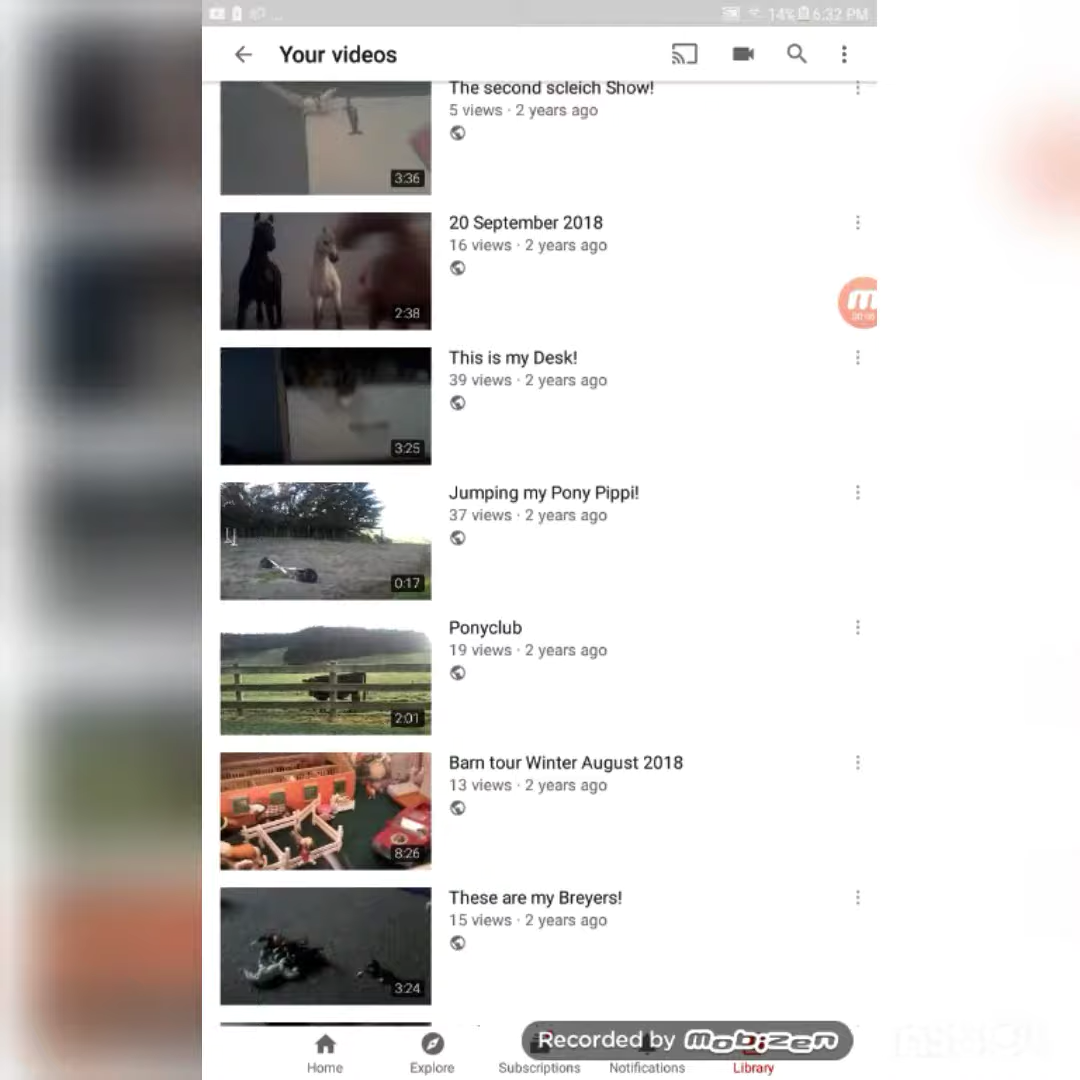 14% 6:32 PM
Your videos
The second scleich Show!
5 views · 2 years ago
3:36
20 September 2018
16 views · 2 years ago
2:38
This is my Desk!
39 views · 2 years ago
3:25
Jumping my Pony Pippi!
37 views · 2 years ago
0:17
Ponyclub
19 views · 2 years ago
2:01
Barn tour Winter August 2018
13 views · 2 years ago
8:26
These are my Breyers!
15 views · 2 years ago
3:24
Recorded by mobizen
Home Explore Subscriptions Notifications Library